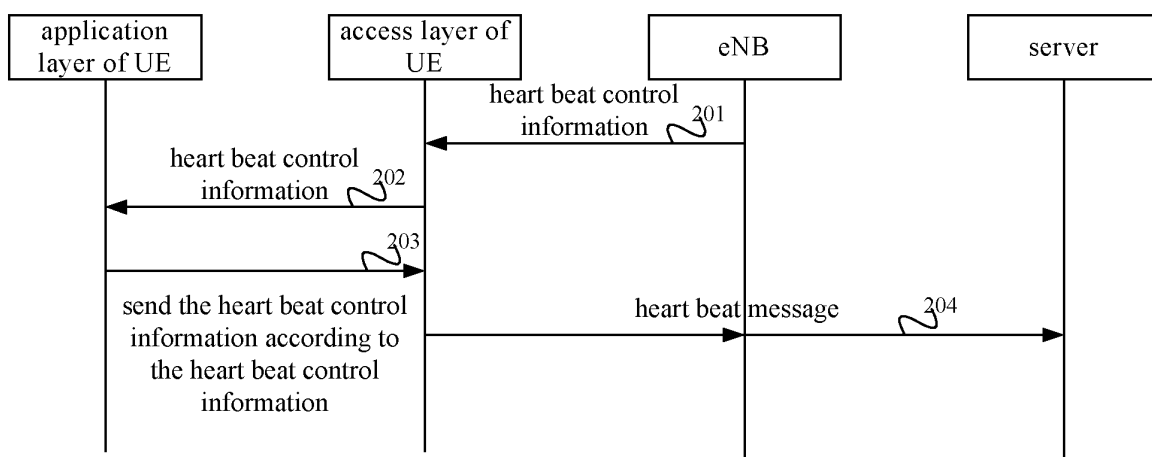 application
layer of UE
access layer of
UE
eNB
server
heart beat control
information
201
heart beat control
information
202
203
send the heart beat control
information according to
the heart beat control
information
heart beat message
204